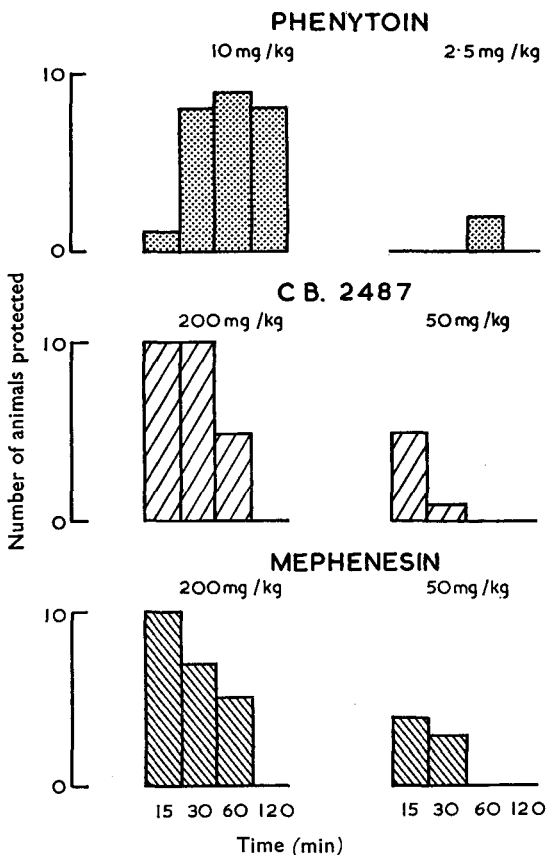 PHENYTOIN
10 mg/kg 2·5 mg/kg
10
0
CB. 2487
200 mg/kg 50 mg/kg
10
0
MEPHENESIN
200 mg/kg 50 mg/kg
10
0
15 30 60 120 15 30 60 120
Time (min)
Number of animals protected